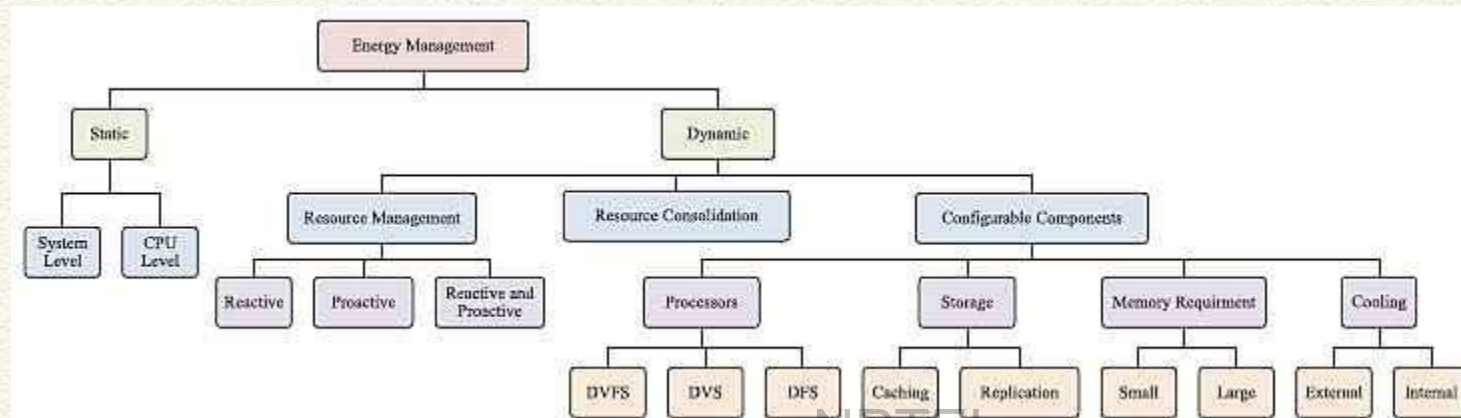 Energy Management
Static
Dynamic
Resource Management
Resource Consolidation
Configurable Components
System
Level
CPU
Level
Reactive
Proactive
Reactive and
Proactive
Processors
Storage
Memory Requirment
Cooling
DVFS
DVS
DFS
Caching
Replication
Small
Large
External
Internal
NPTEL